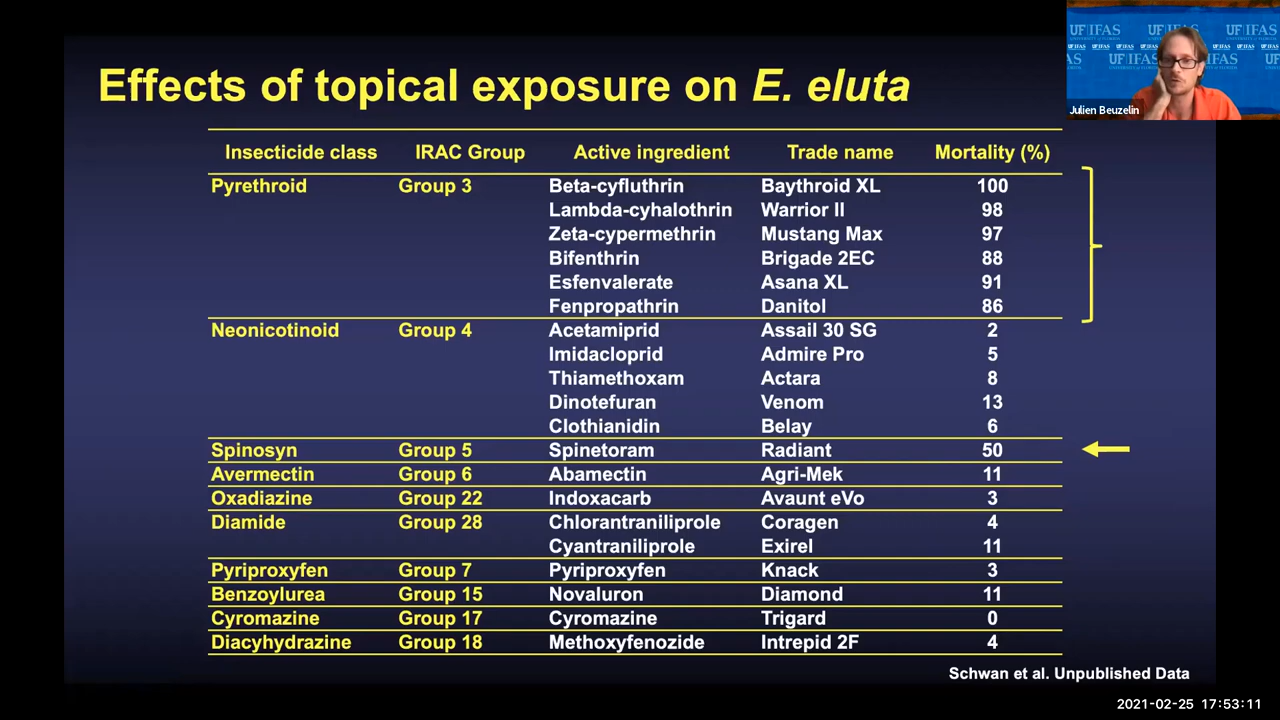 Effects of topical exposure on E. eluta
UF|IFAS
UF|IFAS
Julien Beuzelin
Insecticide class IRAC Group Active ingredient Trade name Mortality (%)
Pyrethroid Group 3 Beta-cyfluthrin Baythroid XL 100
Lambda-cyhalothrin Warrior II 98
Zeta-cypermethrin Mustang Max 97
Bifenthrin Brigade 2EC 88
Esfenvalerate Asana XL 91
Fenpropathrin Danitol 86
Neonicotinoid Group 4 Acetamiprid Assail 30 SG 2
Imidacloprid Admire Pro 5
Thiamethoxam Actara 8
Dinotefuran Venom 13
Clothianidin Belay 6
Spinosyn Group 5 Spinetoram Radiant 50
Avermectin Group 6 Abamectin Agri-Mek 11
Oxadiazine Group 22 Indoxacarb Avaunt eVo 3
Diamide Group 28 Chlorantraniliprole Coragen 4
Cyantraniliprole Exirel 11
Pyriproxyfen Group 7 Pyriproxyfen Knack 3
Benzoylurea Group 15 Novaluron Diamond 11
Cyromazine Group 17 Cyromazine Trigard 0
Diacyhydrazine Group 18 Methoxyfenozide Intrepid 2F 4
Schwan et al. Unpublished Data
2021-02-25 17:53:11